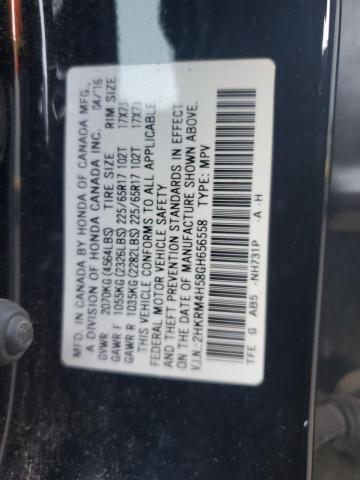 MFD. IN CANADA BY HONDA OF CANADA MFG.,
A DIVISION OF HONDA CANADA INC. 04/16
GVWR 2070KG(4564LBS) TIRE SIZE RIM SIZE
GAWR F 1055KG(2326LBS) 225/65R17 102T 17X7J
GAWR R 1035KG(2282LBS) 225/65R17 102T 17X7J
THIS VEHICLE CONFORMS TO ALL APPLICABLE
FEDERAL MOTOR VEHICLE SAFETY
AND THEFT PREVENTION STANDARDS IN EFFECT
ON THE DATE OF MANUFACTURE SHOWN ABOVE.
V.I.N.: 2HKRM4H58GH656558 TYPE: MPV
TFE G AB5 -NH731P -A -H